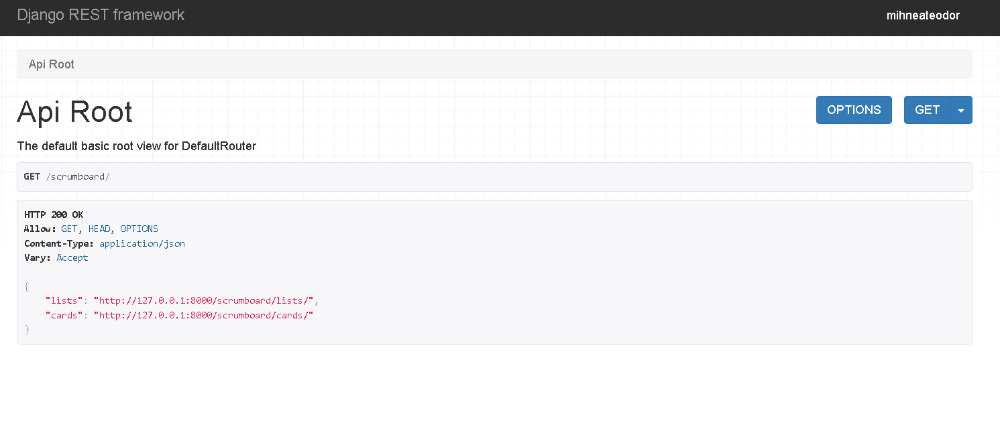 Django REST framework
mihneateodor
Api Root
Api Root
OPTIONS
GET
The default basic root view for DefaultRouter
GET /scrumboard/
HTTP 200 OK
Allow: GET, HEAD, OPTIONS
Content-Type: application/json
Vary: Accept
{
    "lists": "http://127.0.0.1:8000/scrumboard/lists/",
    "cards": "http://127.0.0.1:8000/scrumboard/cards/"
}